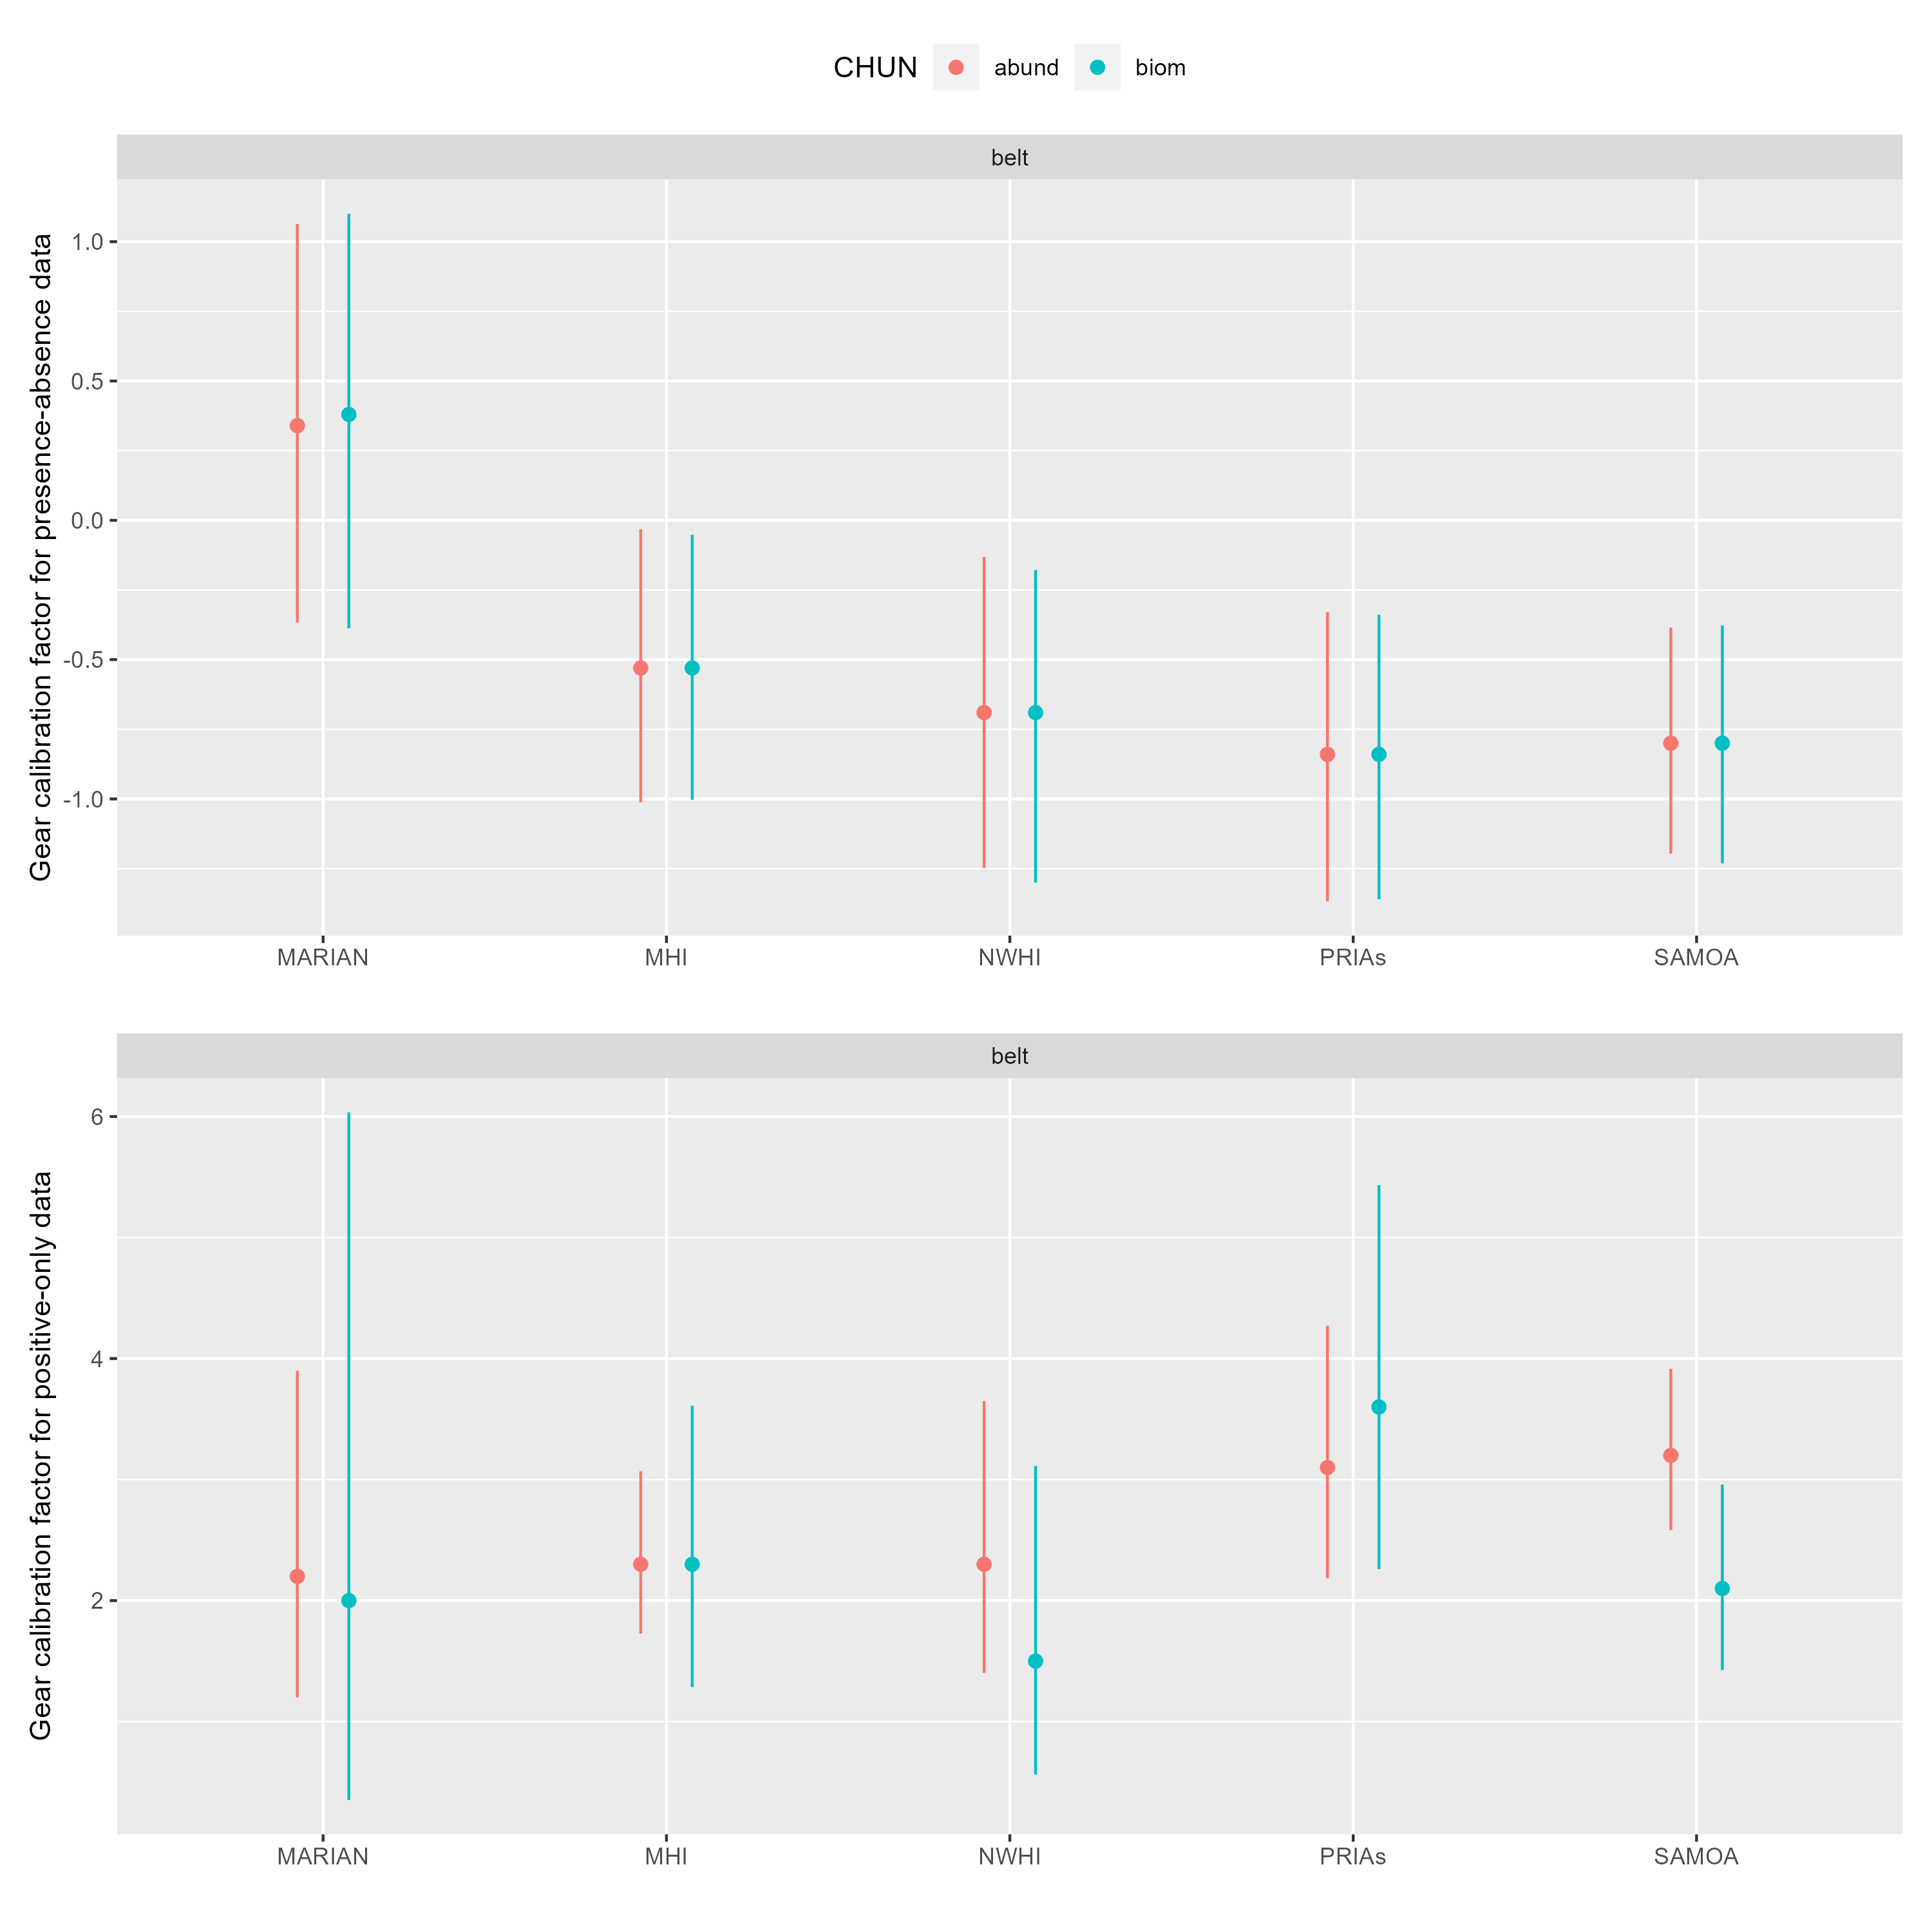 CHUN abund biom
belt
Gear calibration factor for presence-absence data
1.0
0.5
0.0
-0.5
-1.0
MARIAN MHI NWHI PRIAs SAMOA
belt
Gear calibration factor for positive-only data
6
4
2
MARIAN MHI NWHI PRIAs SAMOA